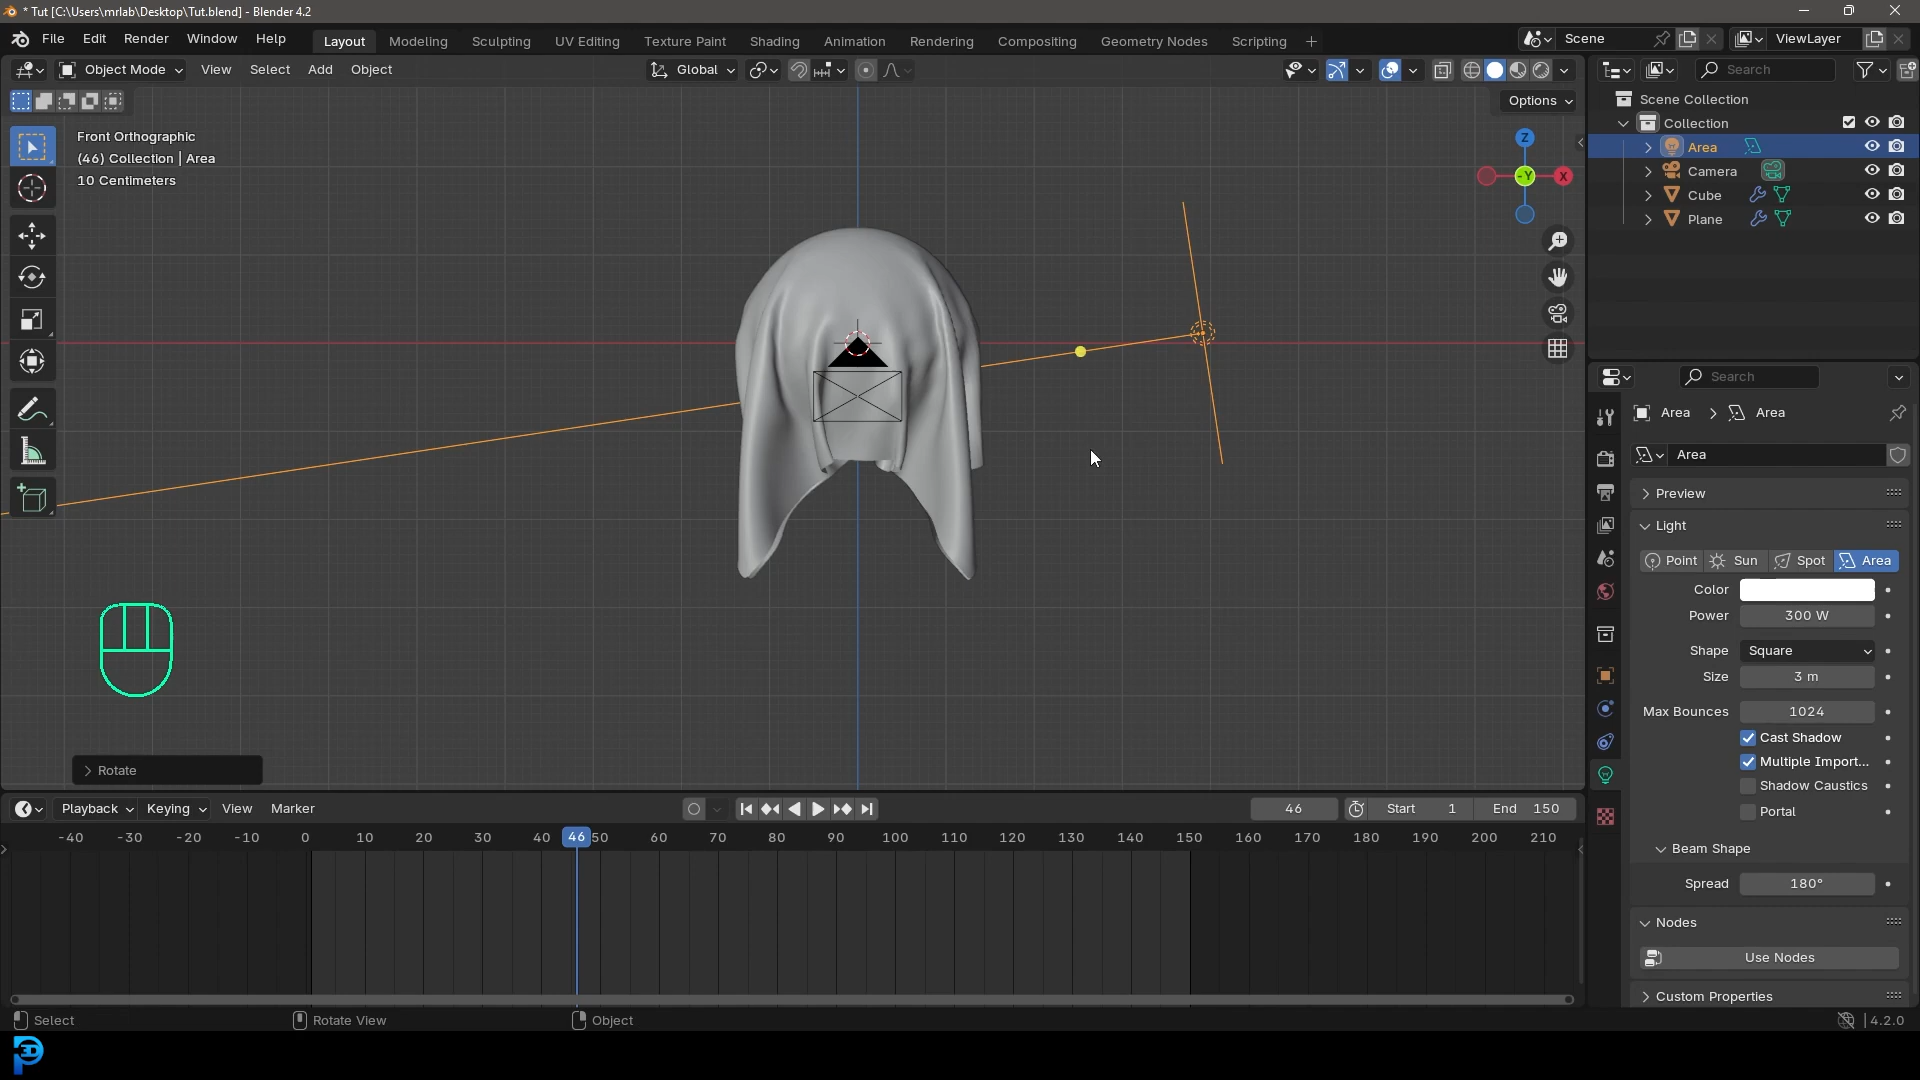 * Tut [C:\Users\mrlab\Desktop\Tut.blend] - Blender 4.2
File Edit Render Window Help
Layout Modeling Sculpting UV Editing Texture Paint Shading Animation Rendering Compositing Geometry Nodes Scripting +
Scene
ViewLayer
Object Mode View Select Add Object
Global
Search
Options
Front Orthographic
(46) Collection | Area
10 Centimeters
Z
-Y
X
Scene Collection
Collection
Area
Camera
Cube
Plane
Search
Area > Area
Area
Preview
Light
Point Sun Spot Area
Color
Power 300 W
Shape Square
Size 3 m
Max Bounces 1024
Cast Shadow
Multiple Import...
Shadow Caustics
Portal
Beam Shape
Spread 180°
Nodes
Use Nodes
Custom Properties
Rotate
Playback Keying View Marker
46
Start 1
End 150
-40 -30 -20 -10 0 10 20 30 40 46 50 60 70 80 90 100 110 120 130 140 150 160 170 180 190 200 210
Select
Rotate View
Object
4.2.0